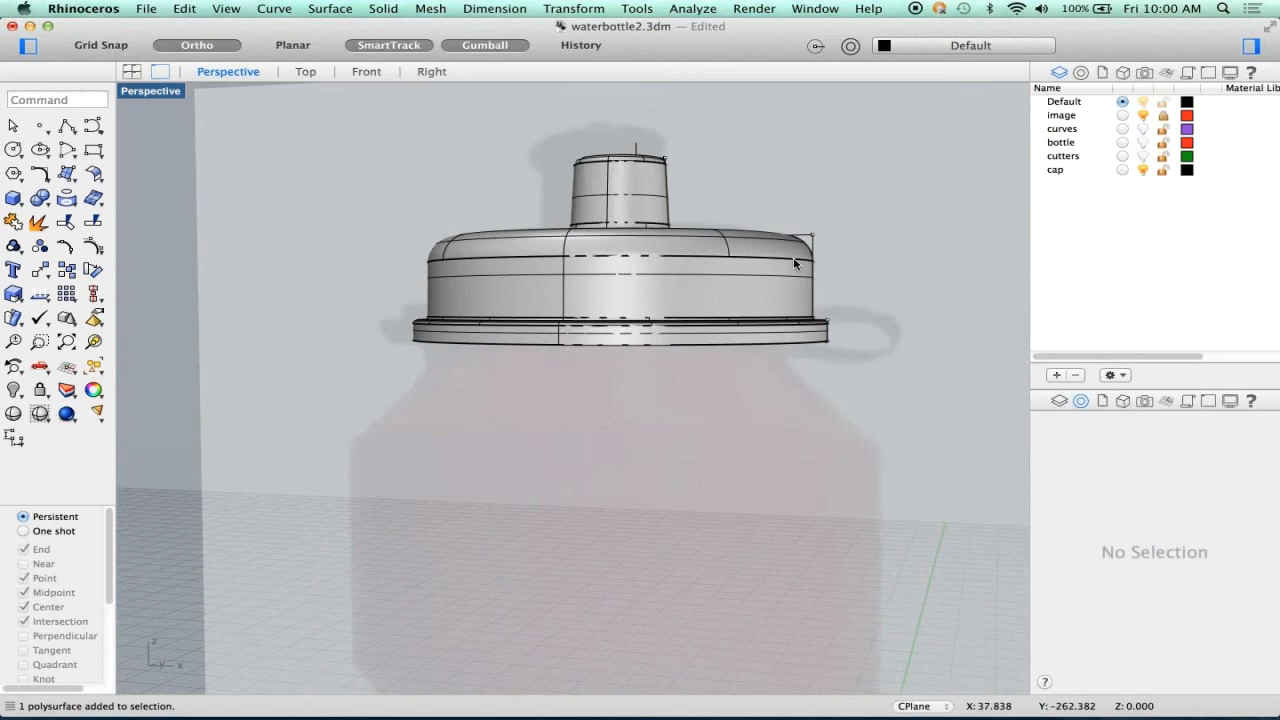 Rhinoceros File Edit View Curve Surface Solid Mesh Dimension Transform Tools Analyze Render Window Help 100% Fri 10:00 AM
waterbottle2.3dm — Edited
Grid Snap Ortho Planar SmartTrack Gumball History Default
Perspective Top Front Right
Perspective
Name Material Lib
Command
Default
image
curves
bottle
cutters
cap
Persistent
One shot
End
Near
Point
Midpoint
Center
Intersection
Perpendicular
Tangent
Quadrant
Knot
No Selection
z
y x
1 polysurface added to selection. CPlane X: 37.838 Y: -262.382 Z: 0.000